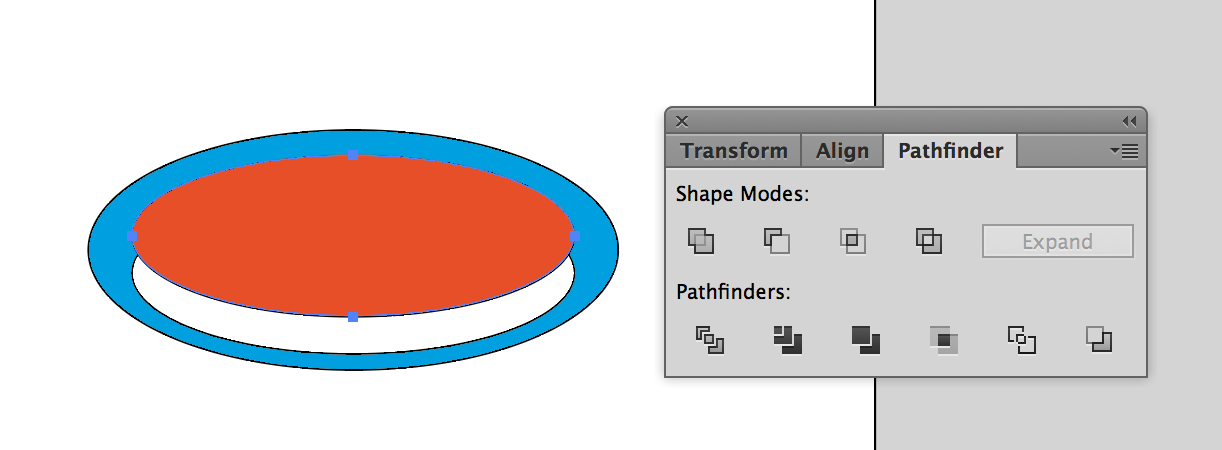 Transform Align Pathfinder
Shape Modes:
Expand
Pathfinders: